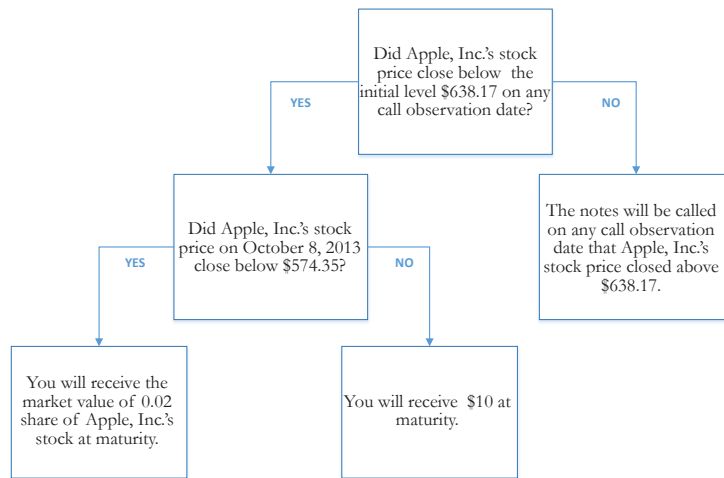 Did Apple, Inc.'s stock
price close below the
initial level $638.17 on any
call observation date?
YES
NO
Did Apple, Inc.'s stock
price on October 8, 2013
close below $574.35?
The notes will be called
on any call observation
date that Apple, Inc.'s
stock price closed above
$638.17.
YES
NO
You will receive the
market value of 0.02
share of Apple, Inc.'s
stock at maturity.
You will receive $10 at
maturity.